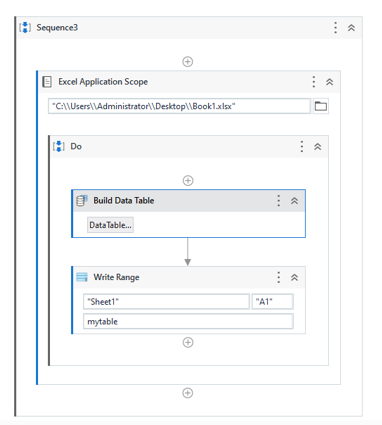 Sequence3
Excel Application Scope
"C:\\Users\\Administrator\\Desktop\\Book1.xlsx"
Do
Build Data Table
DataTable...
Write Range
"Sheet1" "A1"
mytable